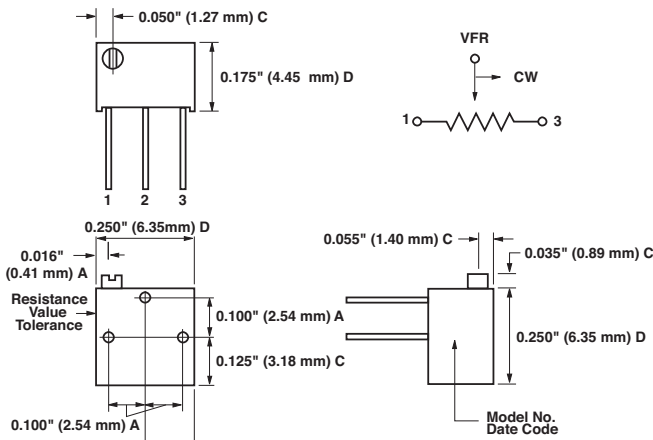 0.050" (1.27 mm) C
0.175" (4.45 mm) D
VFR
CW
1
3
1 2 3
0.250" (6.35mm) D
0.016"
(0.41 mm) A
Resistance
Value
Tolerance
0.100" (2.54 mm) A
0.125" (3.18 mm) C
0.100" (2.54 mm) A
0.055" (1.40 mm) C
0.035" (0.89 mm) C
0.250" (6.35 mm) D
Model No.
Date Code